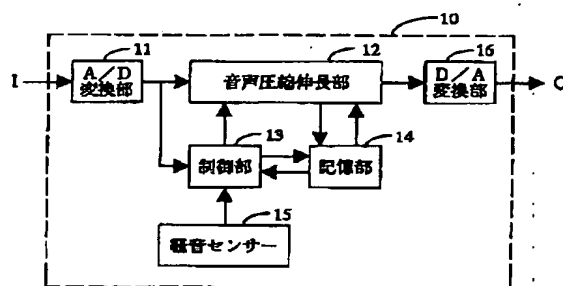 10
11
12
16
I
A/D
変換部
音声圧縮伸長部
D/A
変換部
O
13
14
制御部
記憶部
15
騒音センサー